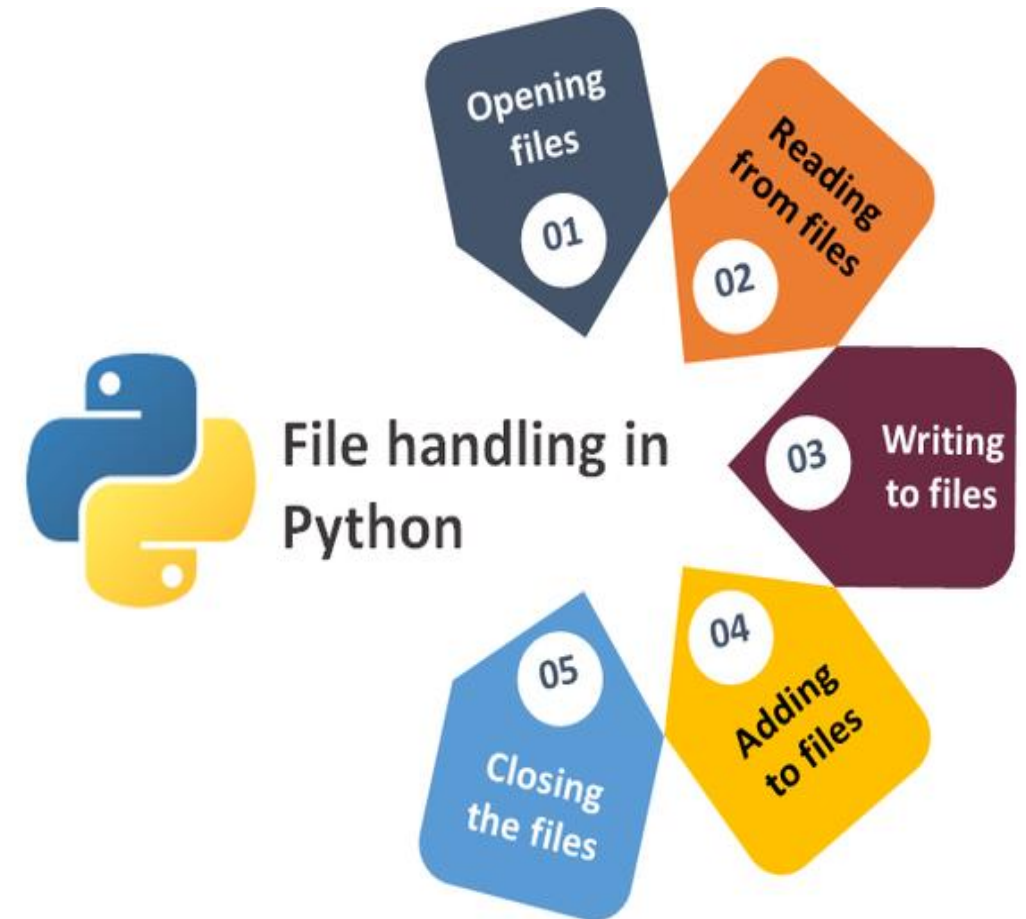 File handling in
Python
Opening
files
01
Reading
from files
02
03
Writing
to files
04
Adding
to files
05
Closing
the files